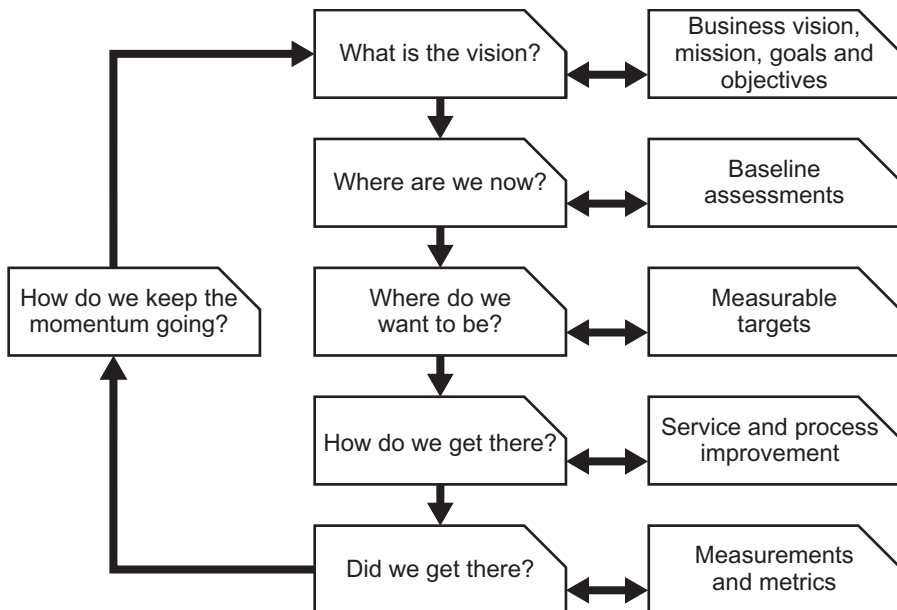 What is the vision?
Business vision,
mission, goals and
objectives
Where are we now?
Baseline
assessments
How do we keep the
momentum going?
Where do we
want to be?
Measurable
targets
How do we get there?
Service and process
improvement
Did we get there?
Measurements
and metrics